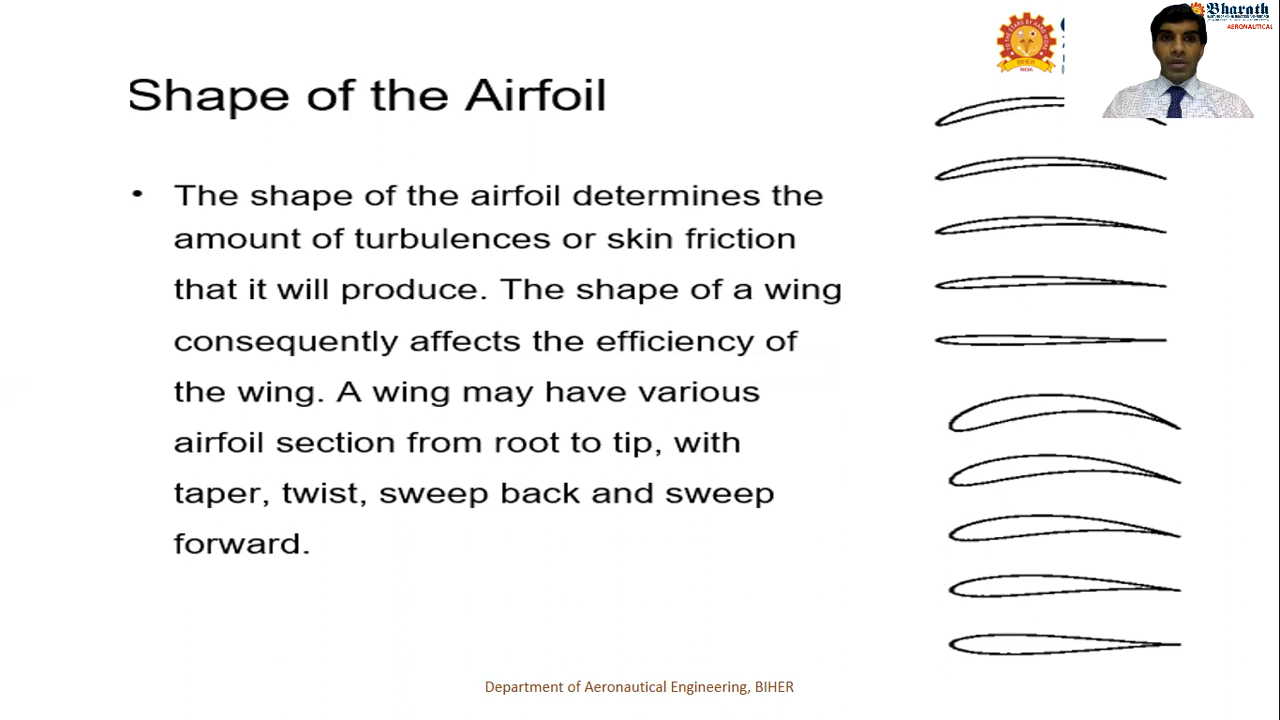 Bharath
AERONAUTICAL
BIHER
INDIA
Shape of the Airfoil
• The shape of the airfoil determines the
amount of turbulences or skin friction
that it will produce. The shape of a wing
consequently affects the efficiency of
the wing. A wing may have various
airfoil section from root to tip, with
taper, twist, sweep back and sweep
forward.
Department of Aeronautical Engineering, BIHER